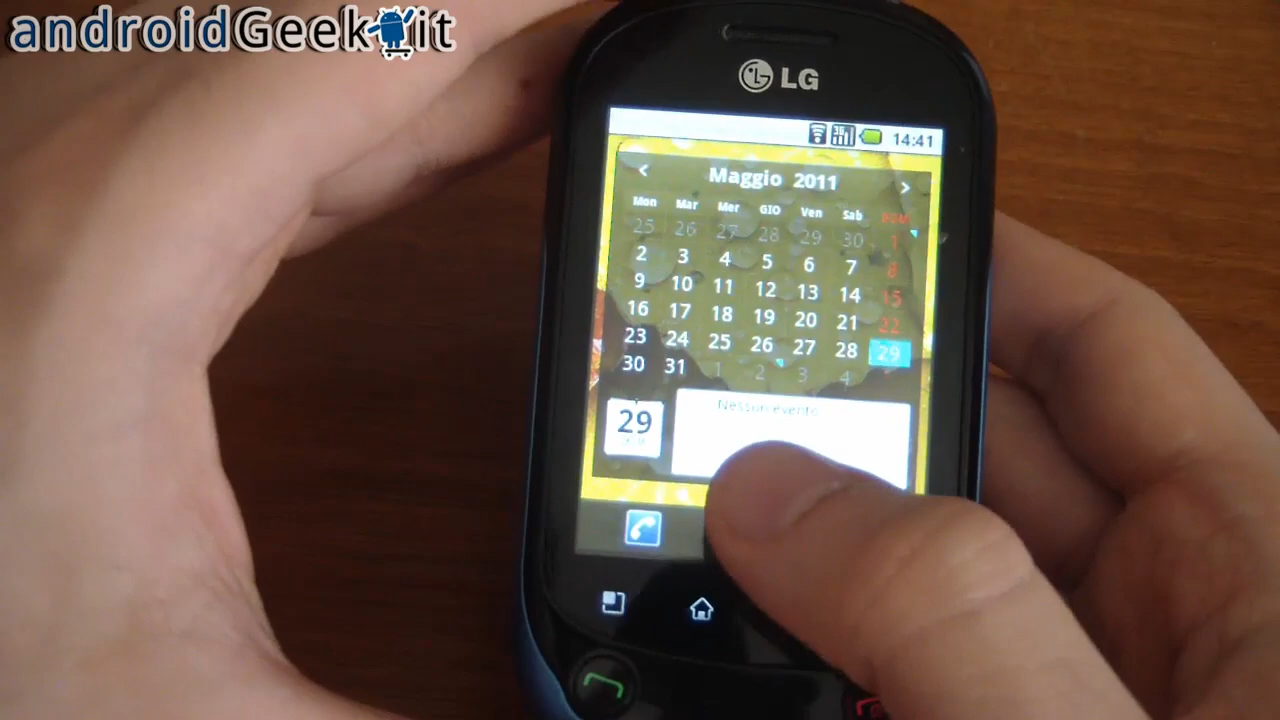 androidGeek it
LG
3G
14:41
< Maggio 2011 >
Mon Mar Mer GIO Ven Sab DOM
25 26 27 28 29 30 1
2 3 4 5 6 7 8
9 10 11 12 13 14 15
16 17 18 19 20 21 22
23 24 25 26 27 28 29
30 31 1 2 3 4
Nessun evento
29